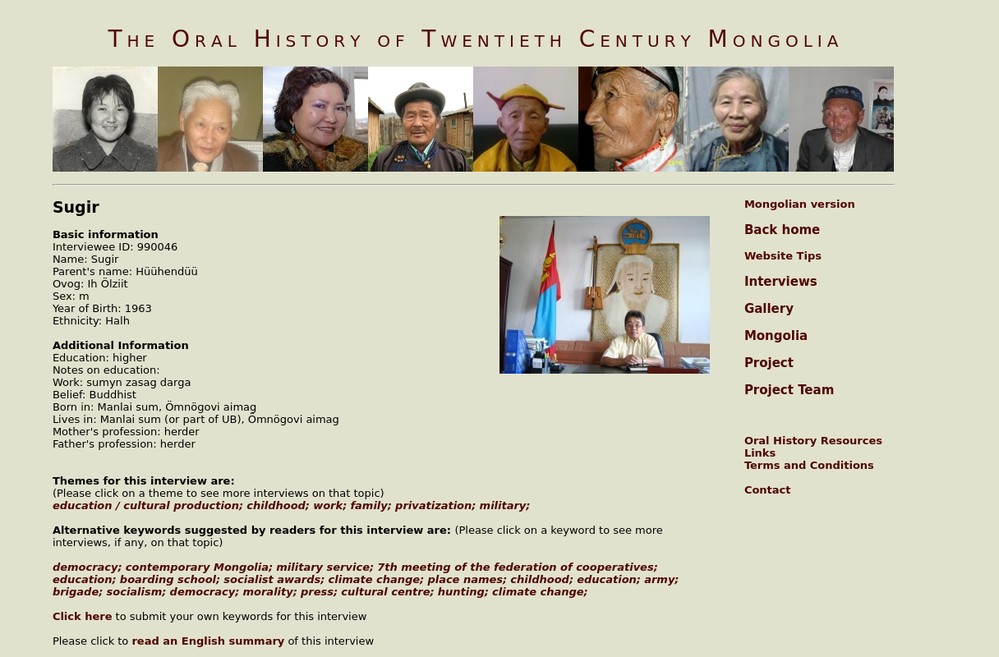 The Oral History of Twentieth Century Mongolia
Sugir
Basic information
Interviewee ID: 990046
Name: Sugir
Parent's name: Hüühendüü
Ovog: Ih Ölziit
Sex: m
Year of Birth: 1963
Ethnicity: Halh
Additional Information
Education: higher
Notes on education:
Work: sumyn zasag darga
Belief: Buddhist
Born in: Manlai sum, Ömnögovi aimag
Lives in: Manlai sum (or part of UB), Ömnögovi aimag
Mother's profession: herder
Father's profession: herder
Themes for this interview are:
(Please click on a theme to see more interviews on that topic)
education / cultural production; childhood; work; family; privatization; military;
Alternative keywords suggested by readers for this interview are: (Please click on a keyword to see more
interviews, if any, on that topic)
democracy; contemporary Mongolia; military service; 7th meeting of the federation of cooperatives;
education; boarding school; socialist awards; climate change; place names; childhood; education; army;
brigade; socialism; democracy; morality; press; cultural centre; hunting; climate change;
Click here to submit your own keywords for this interview
Please click to read an English summary of this interview
Mongolian version
Back home
Website Tips
Interviews
Gallery
Mongolia
Project
Project Team
Oral History Resources
Links
Terms and Conditions
Contact